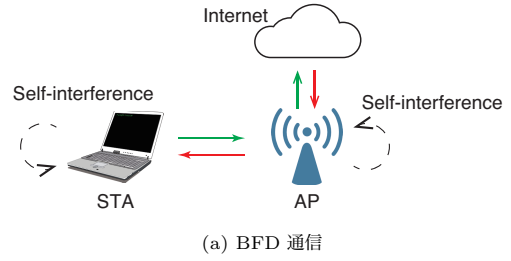 Internet
Self-interference
Self-interference
STA
AP
(a) BFD 通信